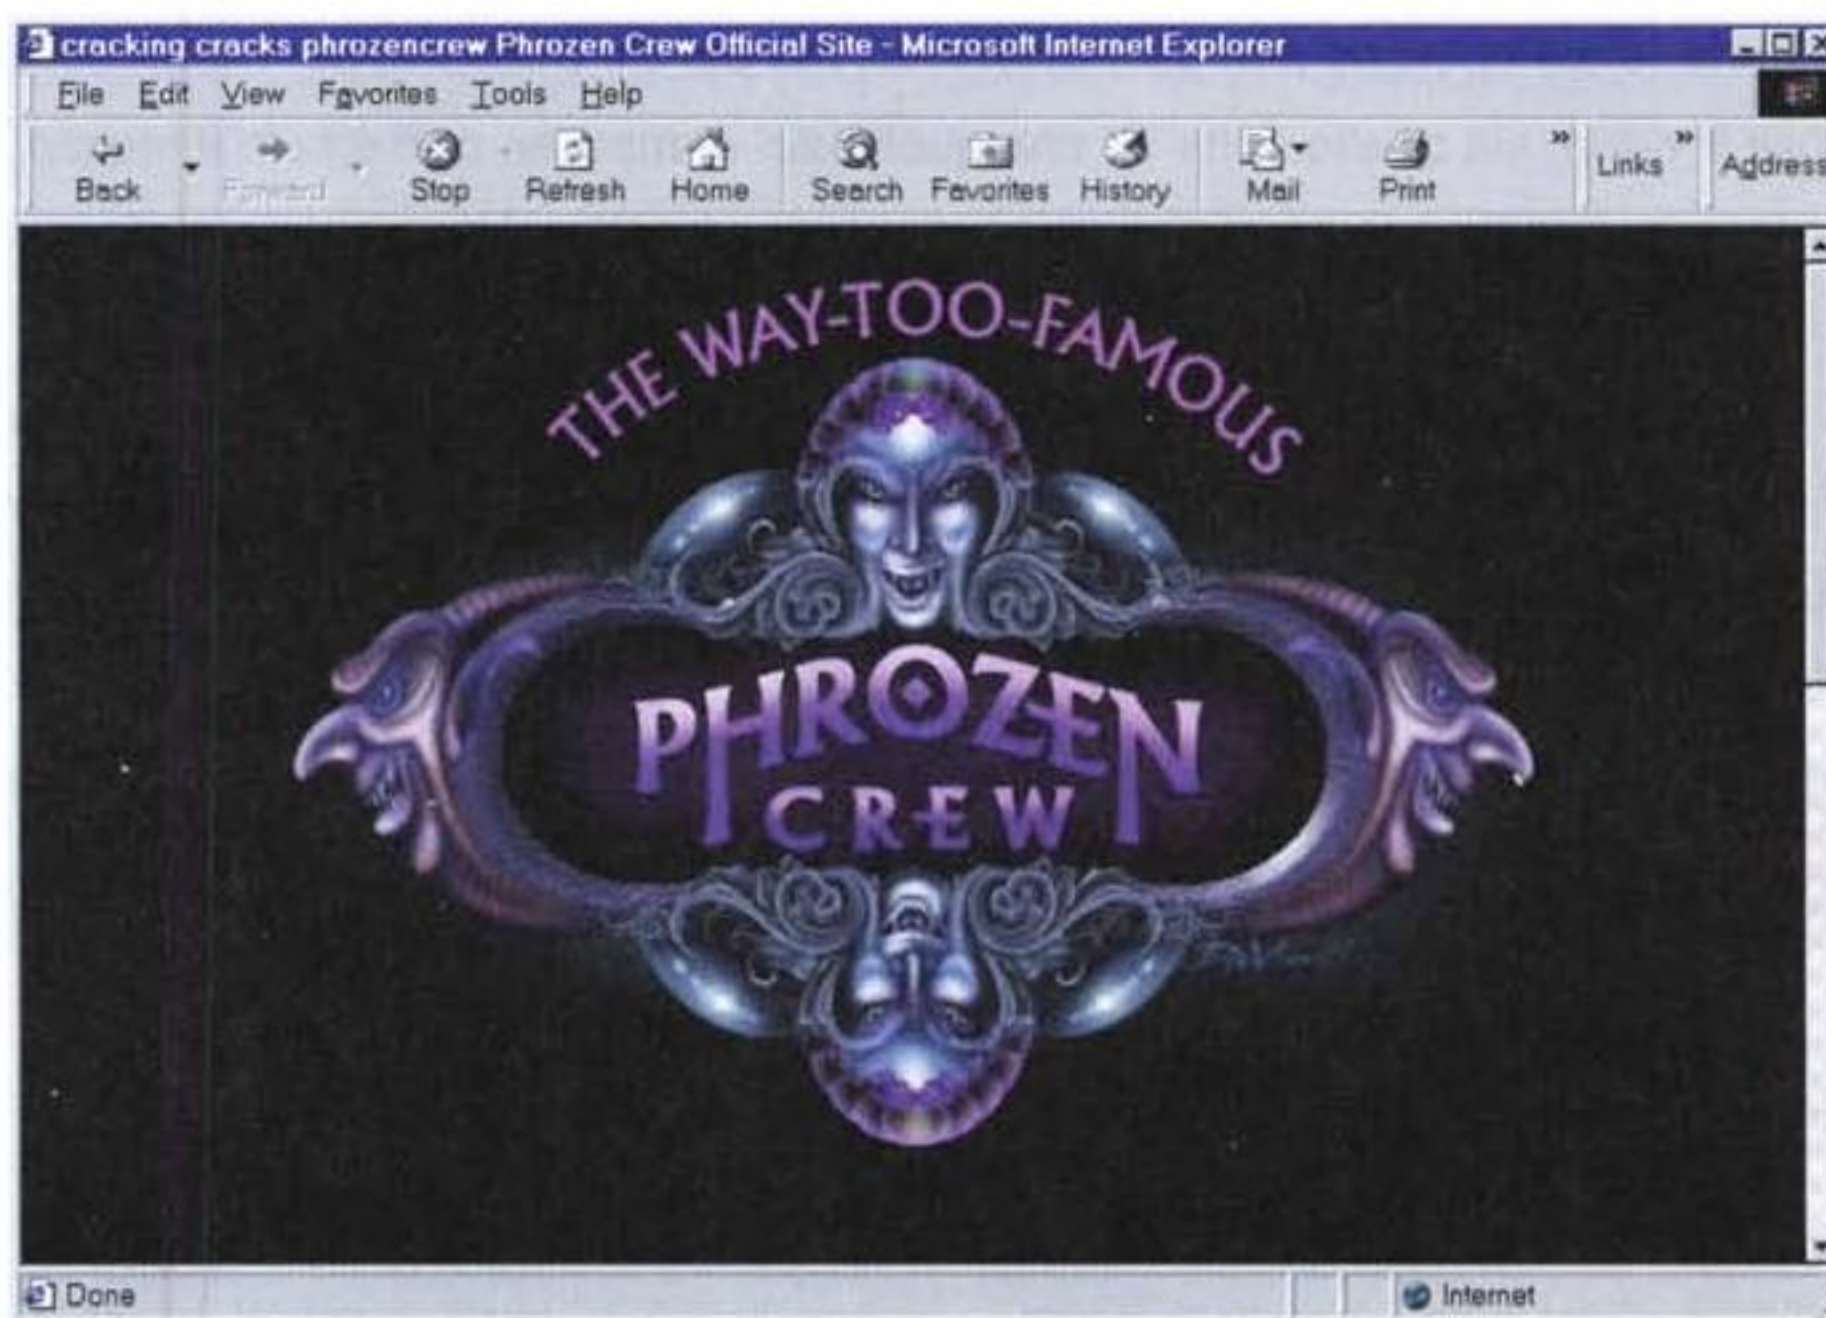 cracking cracks phrozencrew Phrozen Crew Official Site - Microsoft Internet Explorer
File Edit View Favorites Tools Help
Back Forward Stop Refresh Home Search Favorites History Mail Print » Links » Address
THE WAY-TOO-FAMOUS
PHROZEN
CREW
Done Internet